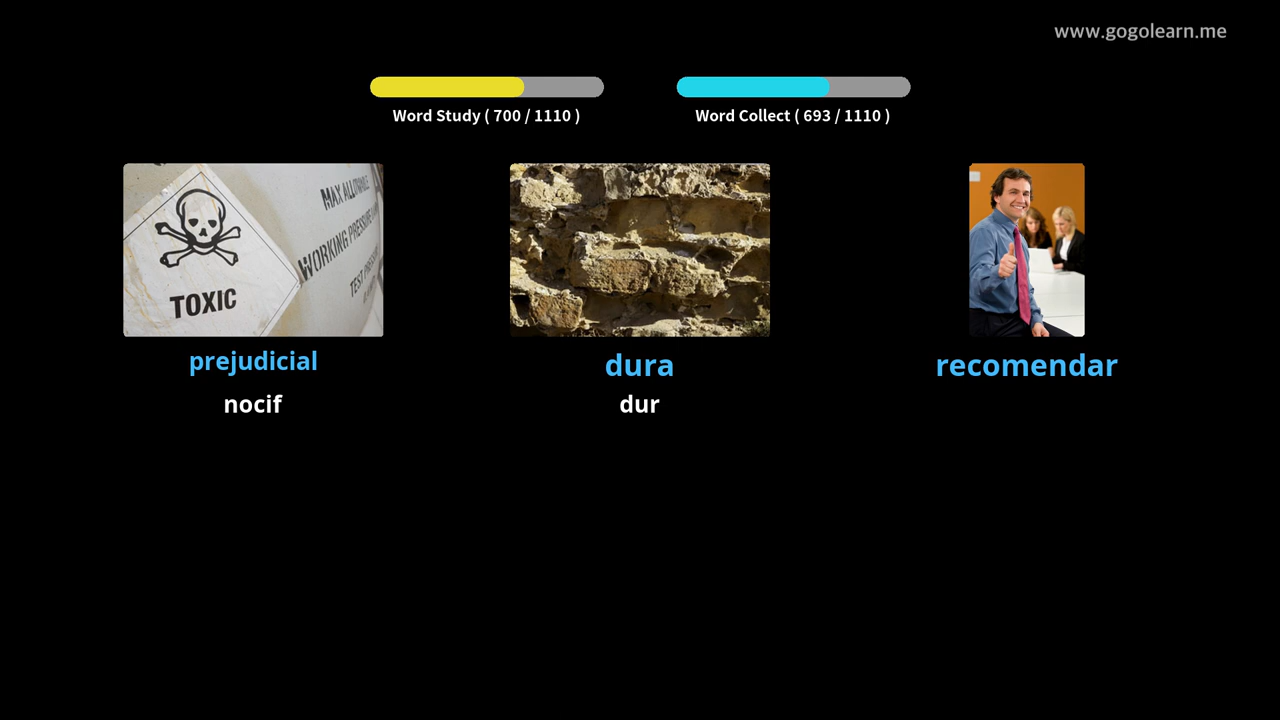 www.gogolearn.me
Word Study ( 700 / 1110 )
Word Collect ( 693 / 1110 )
TOXIC
MAX ALLOWABLE
WORKING PRESSURE
TEST
prejudicial
dura
recomendar
nocif
dur